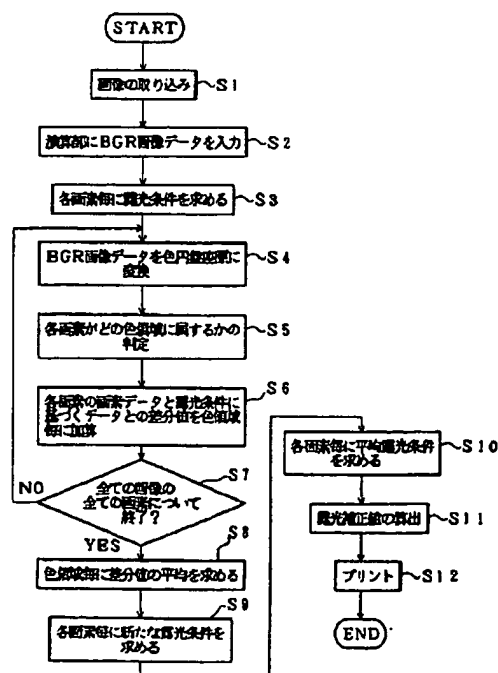 START
画像の取り込み
S1
演算部にBGR画像データを入力
S2
各画素毎に露光条件を求める
S3
BGR画像データを色円盤座標に
変換
S4
各画素がどの色領域に属するかの
判定
S5
各画素の画素データと露光条件に
基づくデータとの差分値を色領域
毎に加算
S6
全ての画像の
全ての画素について
終了?
S7
NO
YES
色領域毎に差分値の平均を求める
S8
各画素毎に新たな露光条件を
求める
S9
各画素毎に平均露光条件
を求める
S10
露光補正値の算出
S11
プリント
S12
END